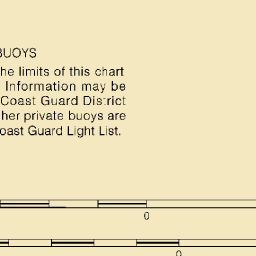 BUOYS
he limits of this chart
Information may be
Coast Guard District
her private buoys are
oast Guard Light List.
0
0